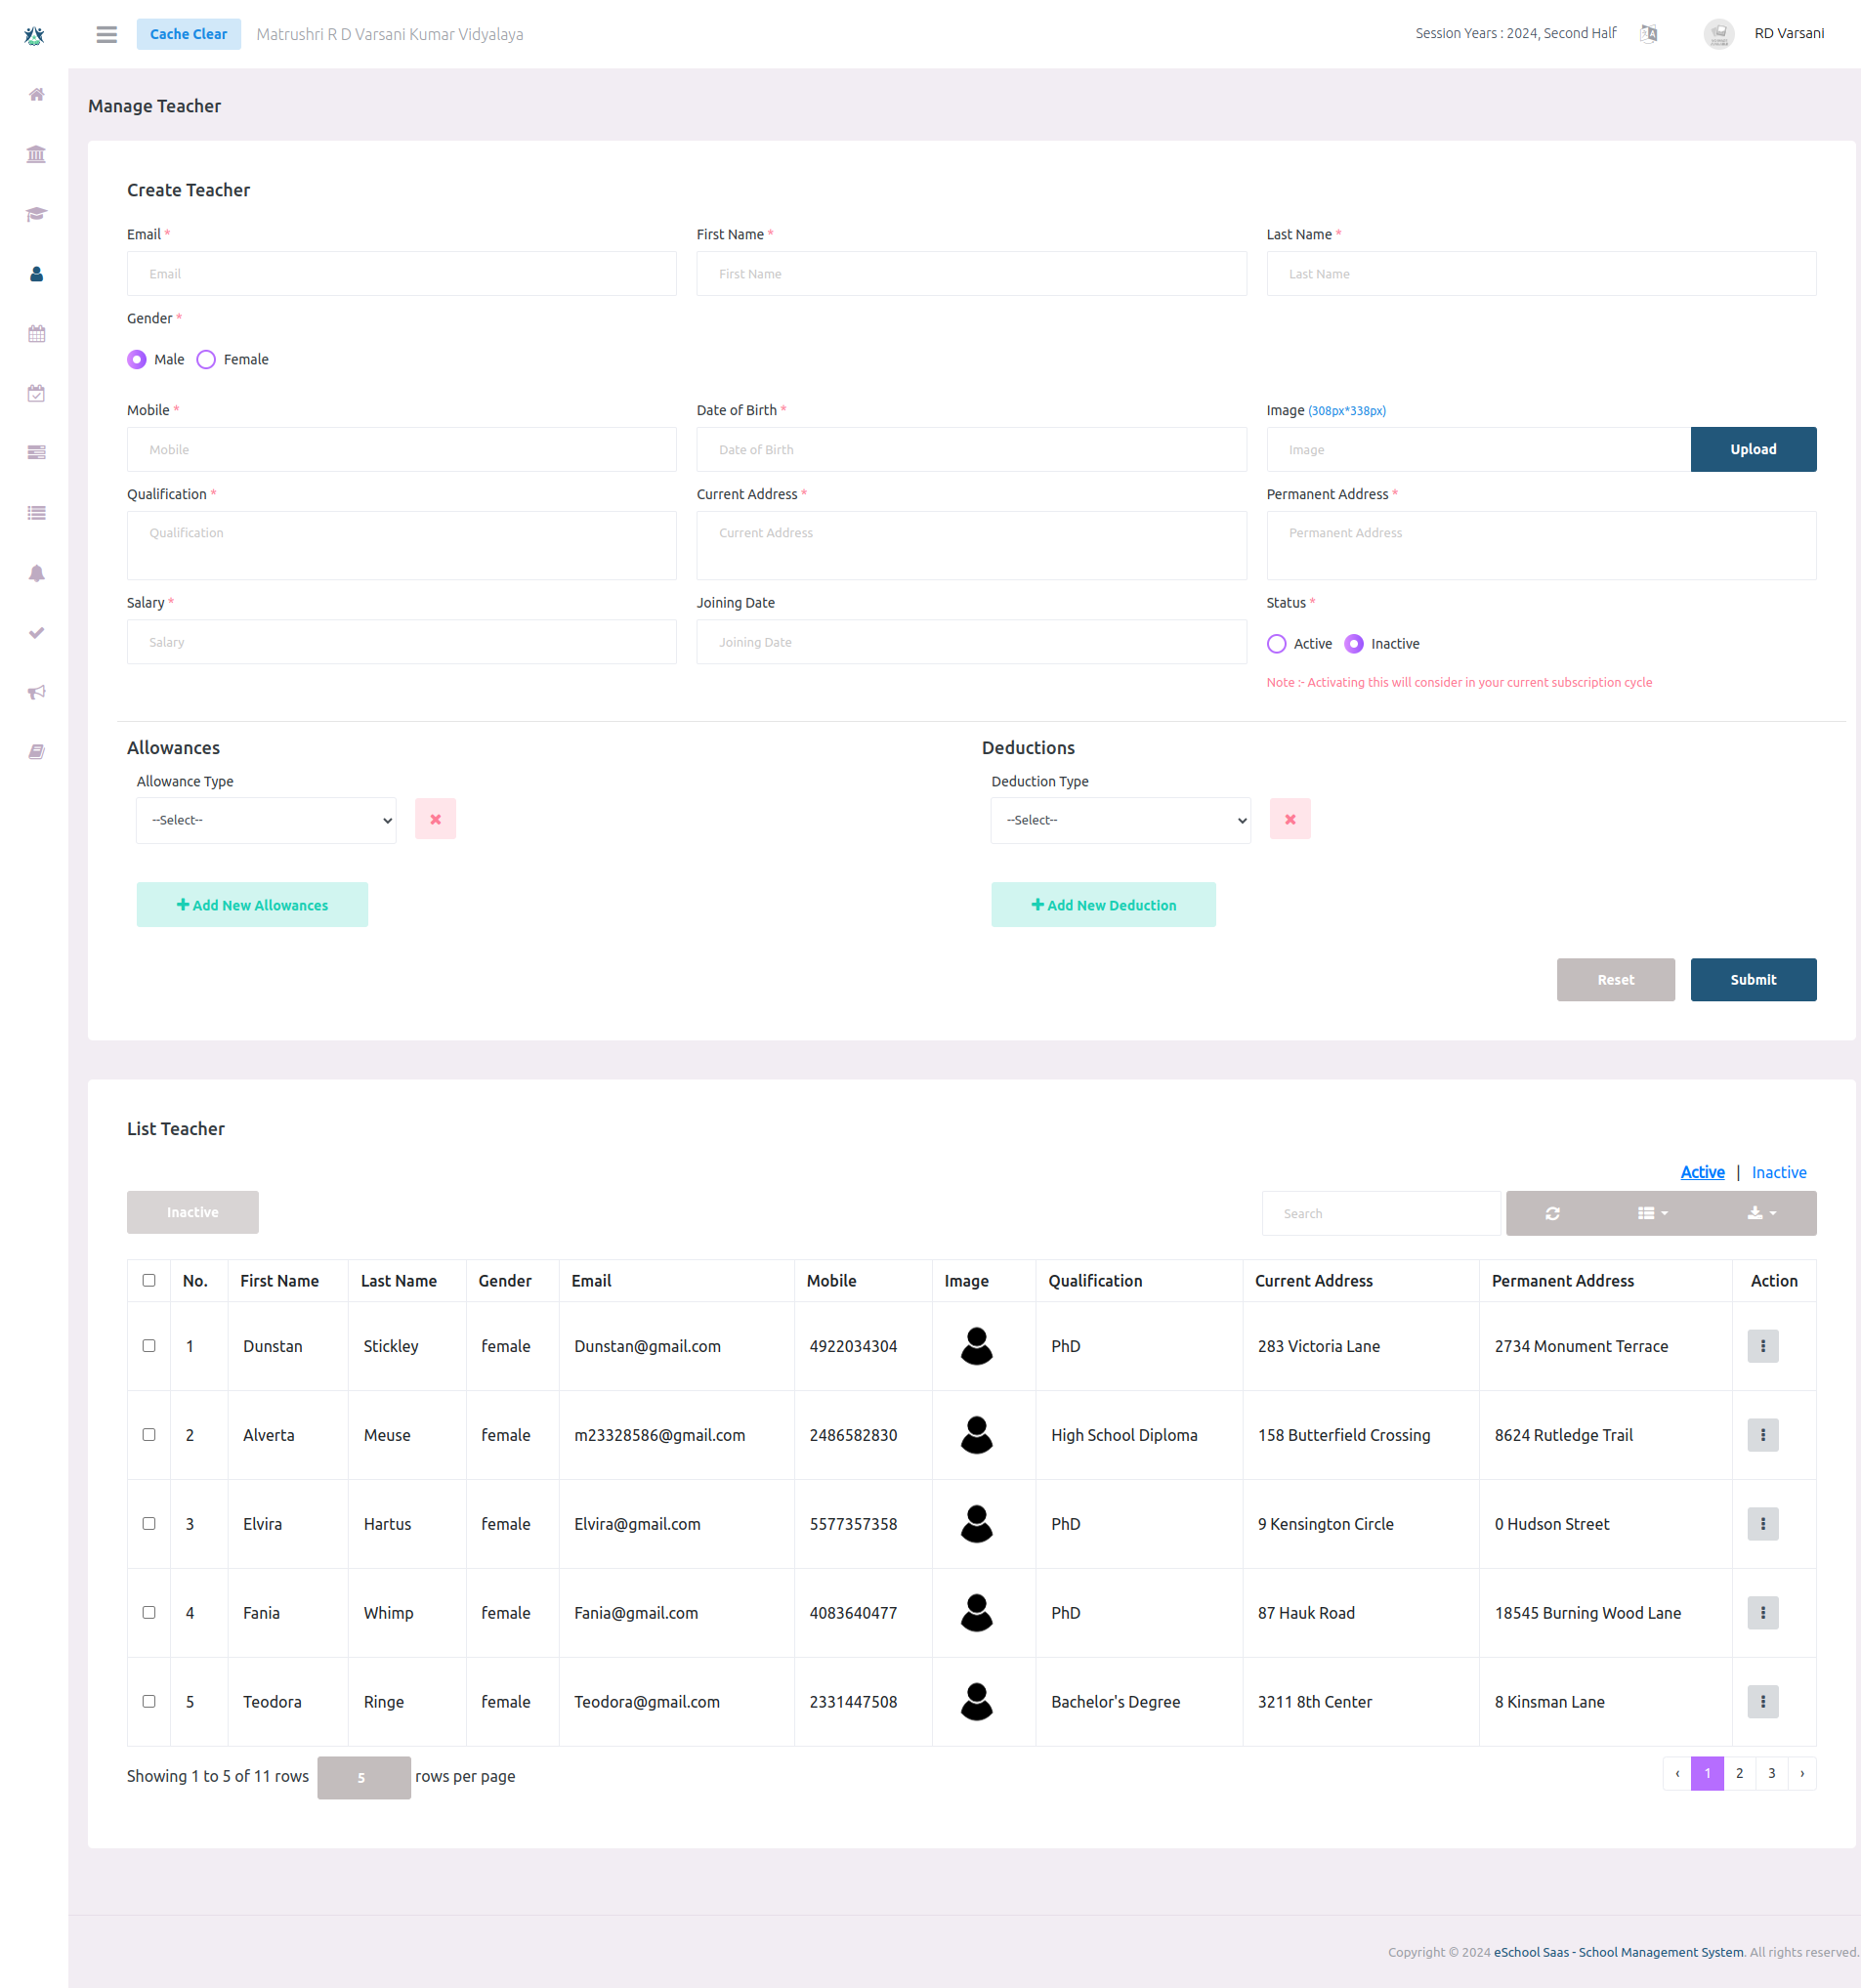 Cache Clear Matrushri R D Varsani Kumar Vidyalaya Session Years : 2024, Second Half RD Varsani
Manage Teacher
Create Teacher
Email * First Name * Last Name *
Email First Name Last Name
Gender *
Male Female
Mobile * Date of Birth * Image (308px*338px)
Mobile Date of Birth Image Upload
Qualification * Current Address * Permanent Address *
Qualification Current Address Permanent Address
Salary * Joining Date Status *
Salary Joining Date Active Inactive
Note :- Activating this will consider in your current subscription cycle
Allowances Deductions
Allowance Type Deduction Type
--Select-- --Select--
Add New Allowances Add New Deduction
Reset Submit
List Teacher
Active | Inactive
Inactive Search
No. First Name Last Name Gender Email Mobile Image Qualification Current Address Permanent Address Action
1 Dunstan Stickley female Dunstan@gmail.com 4922034304 PhD 283 Victoria Lane 2734 Monument Terrace
2 Alverta Meuse female m23328586@gmail.com 2486582830 High School Diploma 158 Butterfield Crossing 8624 Rutledge Trail
3 Elvira Hartus female Elvira@gmail.com 5577357358 PhD 9 Kensington Circle 0 Hudson Street
4 Fania Whimp female Fania@gmail.com 4083640477 PhD 87 Hauk Road 18545 Burning Wood Lane
5 Teodora Ringe female Teodora@gmail.com 2331447508 Bachelor's Degree 3211 8th Center 8 Kinsman Lane
Showing 1 to 5 of 11 rows 5 rows per page ‹ 1 2 3 ›
Copyright © 2024 eSchool Saas - School Management System. All rights reserved.